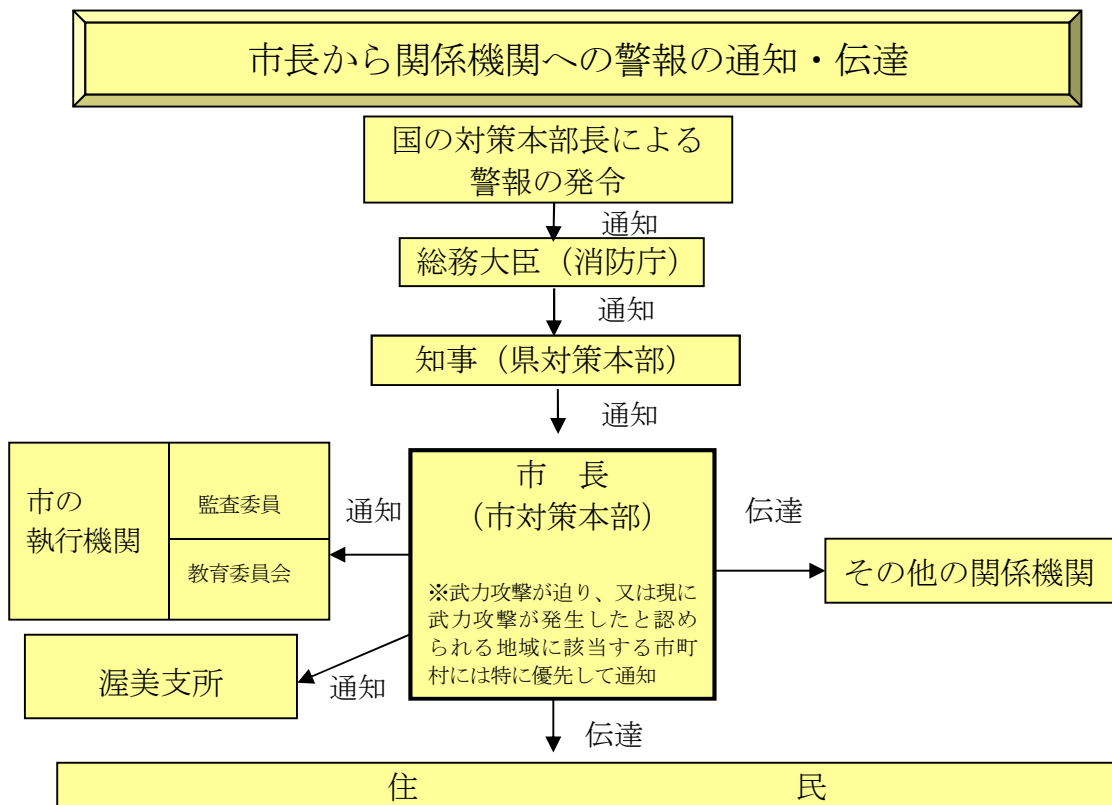 市長から関係機関への警報の通知・伝達
国の対策本部長による
警報の発令
通知
総務大臣（消防庁）
通知
知事（県対策本部）
通知
市の
執行機関
監査委員
教育委員会
通知
市　長
（市対策本部）
※武力攻撃が迫り、又は現に
武力攻撃が発生したと認め
られる地域に該当する市町
村には特に優先して通知
伝達
その他の関係機関
渥美支所
通知
伝達
住　民